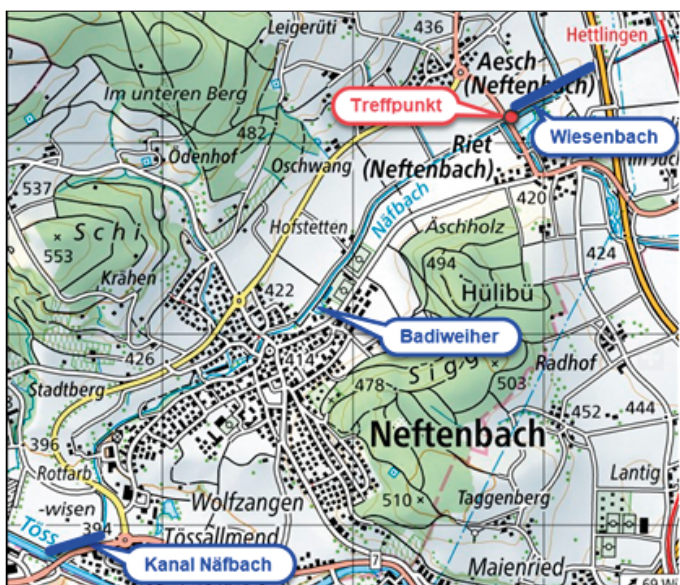 Leigerüti
436
Hettlingen
Aesch
(Neftenbach)
Im unteren Berg
Treffpunkt
482
Wiesenbach
Ödenhof
Oschwang
Riet
(Neftenbach)
537
420
Näfbach
Schi
Hofstetten
Äschholz
424
553
494
Krähen
Hülibü
422
Badiweiher
426
414
Sigg
Radhof
Stadtberg
478
503
452
444
396
Neftenbach
Rotfarb
Lantig
-wisen
Wolfzangen
510
Taggenberg
Töss
394
Tössallmend
Kanal Näfbach
7
Maienried
69